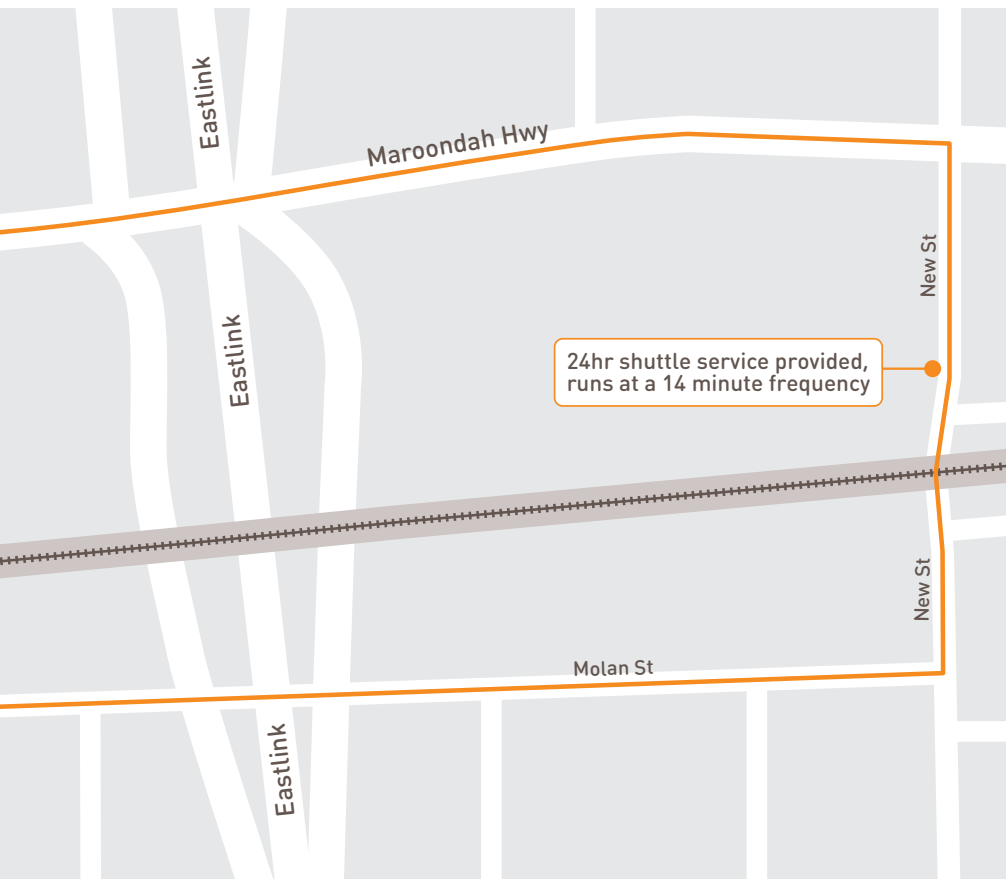 Eastlink
Maroondah Hwy
New St
Eastlink
24hr shuttle service provided,
runs at a 14 minute frequency
New St
Molan St
Eastlink